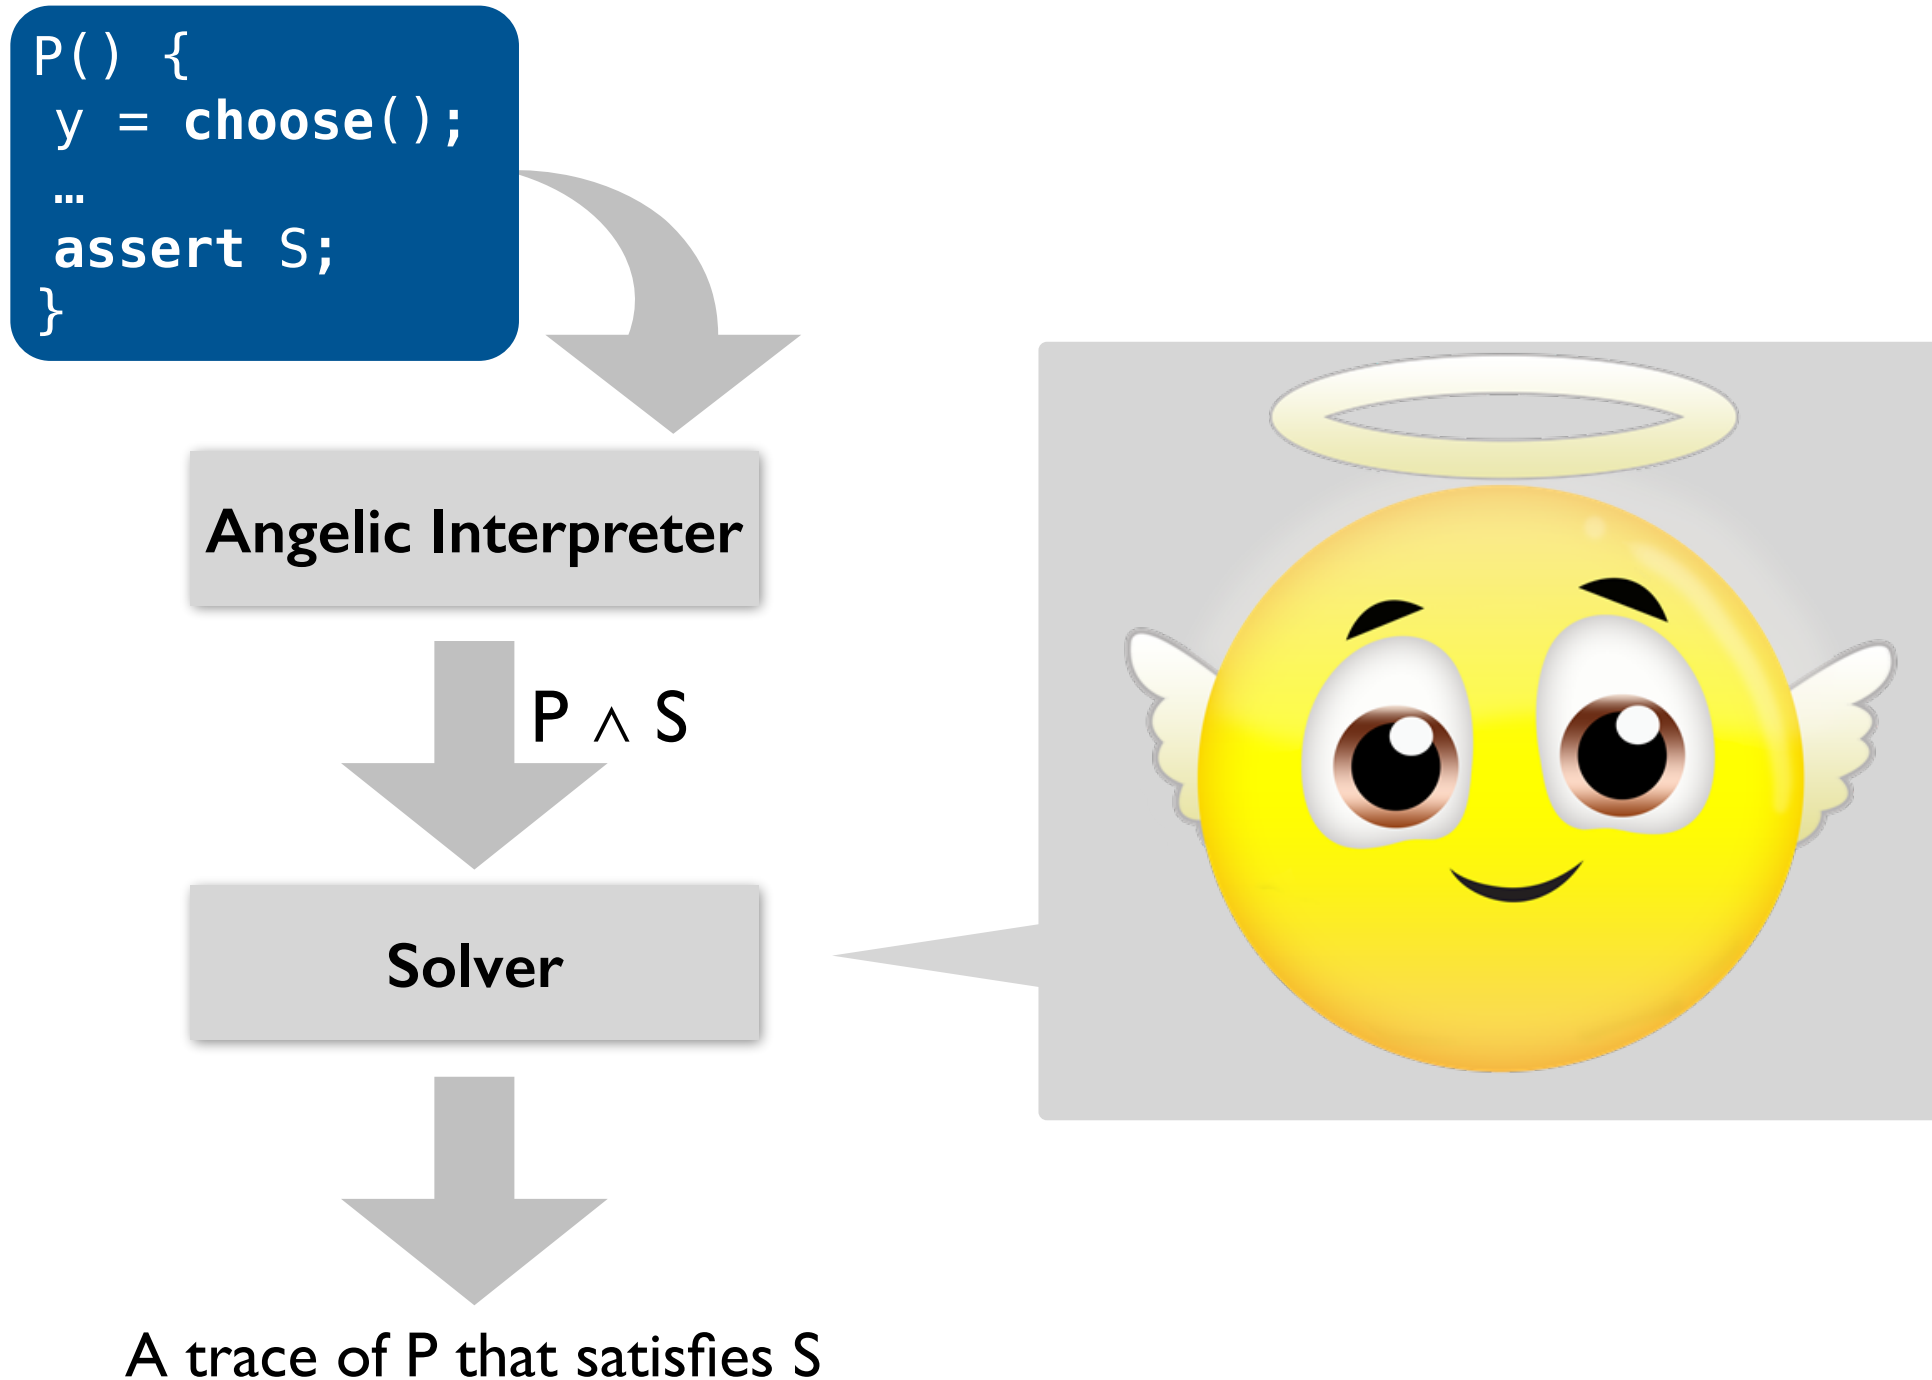 P() {
y = choose();
…
assert S;
}
Angelic Interpreter
P ∧ S
Solver
A trace of P that satisfies S